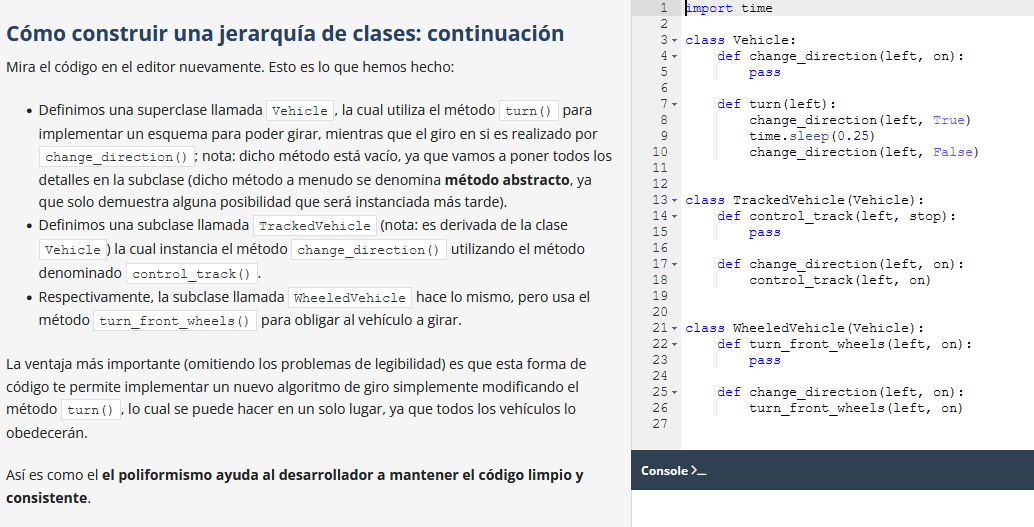 Cómo construir una jerarquía de clases: continuación
Mira el código en el editor nuevamente. Esto es lo que hemos hecho:
• Definimos una superclase llamada Vehicle, la cual utiliza el método turn() para
implementar un esquema para poder girar, mientras que el giro en si es realizado por
change_direction(); nota: dicho método está vacío, ya que vamos a poner todos los
detalles en la subclase (dicho método a menudo se denomina método abstracto, ya
que solo demuestra alguna posibilidad que será instanciada más tarde).
• Definimos una subclase llamada TrackedVehicle (nota: es derivada de la clase
Vehicle) la cual instancia el método change_direction() utilizando el método
denominado control_track().
• Respectivamente, la subclase llamada WheeledVehicle hace lo mismo, pero usa el
método turn_front_wheels() para obligar al vehículo a girar.
La ventaja más importante (omitiendo los problemas de legibilidad) es que esta forma de
código te permite implementar un nuevo algoritmo de giro simplemente modificando el
método turn(), lo cual se puede hacer en un solo lugar, ya que todos los vehículos lo
obedecerán.
Así es como el el poliformismo ayuda al desarrollador a mantener el código limpio y
consistente.
1 import time
2
3 class Vehicle:
4     def change_direction(left, on):
5         pass
6
7     def turn(left):
8         change_direction(left, True)
9         time.sleep(0.25)
10         change_direction(left, False)
11
12
13 class TrackedVehicle(Vehicle):
14     def control_track(left, stop):
15         pass
16
17     def change_direction(left, on):
18         control_track(left, on)
19
20
21 class WheeledVehicle(Vehicle):
22     def turn_front_wheels(left, on):
23         pass
24
25     def change_direction(left, on):
26         turn_front_wheels(left, on)
27
Console >_